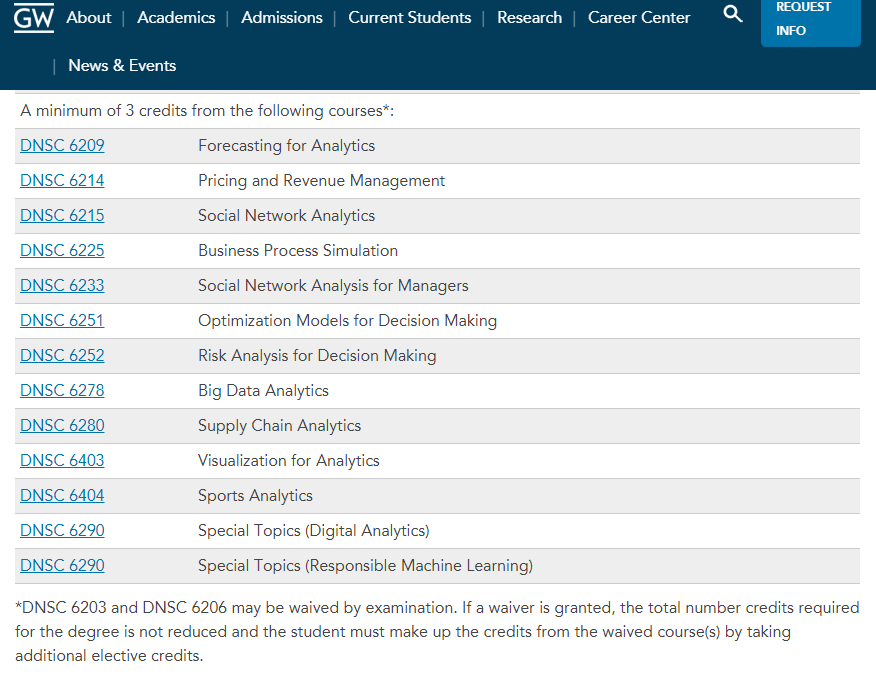 GW About | Academics | Admissions | Current Students | Research | Career Center
REQUEST
INFO
| News & Events
A minimum of 3 credits from the following courses*:
DNSC 6209 Forecasting for Analytics
DNSC 6214 Pricing and Revenue Management
DNSC 6215 Social Network Analytics
DNSC 6225 Business Process Simulation
DNSC 6233 Social Network Analysis for Managers
DNSC 6251 Optimization Models for Decision Making
DNSC 6252 Risk Analysis for Decision Making
DNSC 6278 Big Data Analytics
DNSC 6280 Supply Chain Analytics
DNSC 6403 Visualization for Analytics
DNSC 6404 Sports Analytics
DNSC 6290 Special Topics (Digital Analytics)
DNSC 6290 Special Topics (Responsible Machine Learning)
*DNSC 6203 and DNSC 6206 may be waived by examination. If a waiver is granted, the total number credits required
for the degree is not reduced and the student must make up the credits from the waived course(s) by taking
additional elective credits.